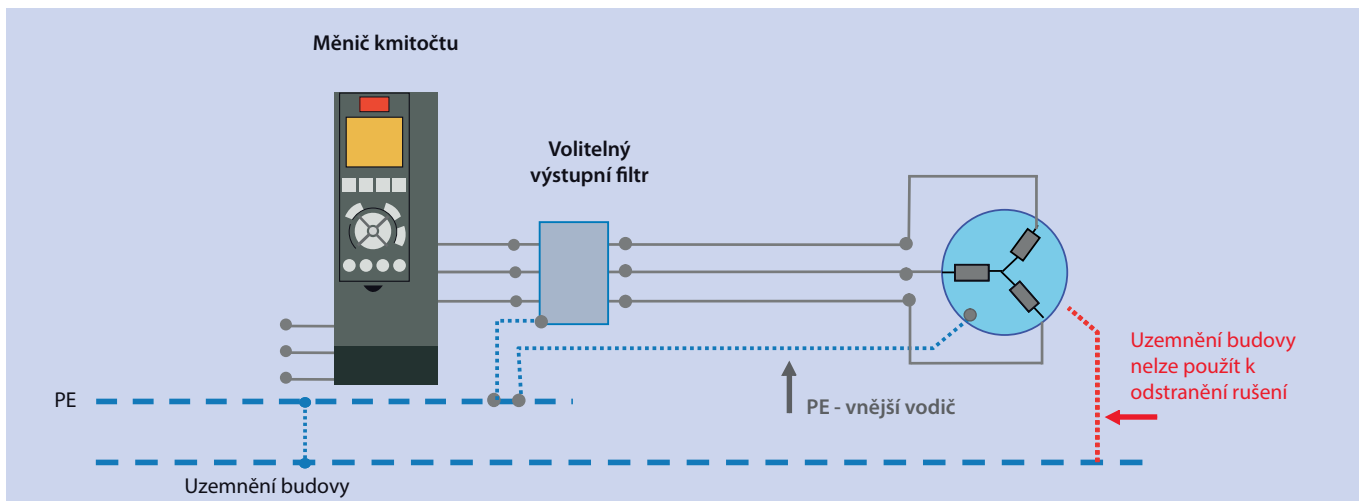 Měnič kmitočtu
Volitelný
výstupní filtr
Uzemnění budovy
nelze použít k
odstranění rušení
PE
PE - vnější vodič
Uzemnění budovy